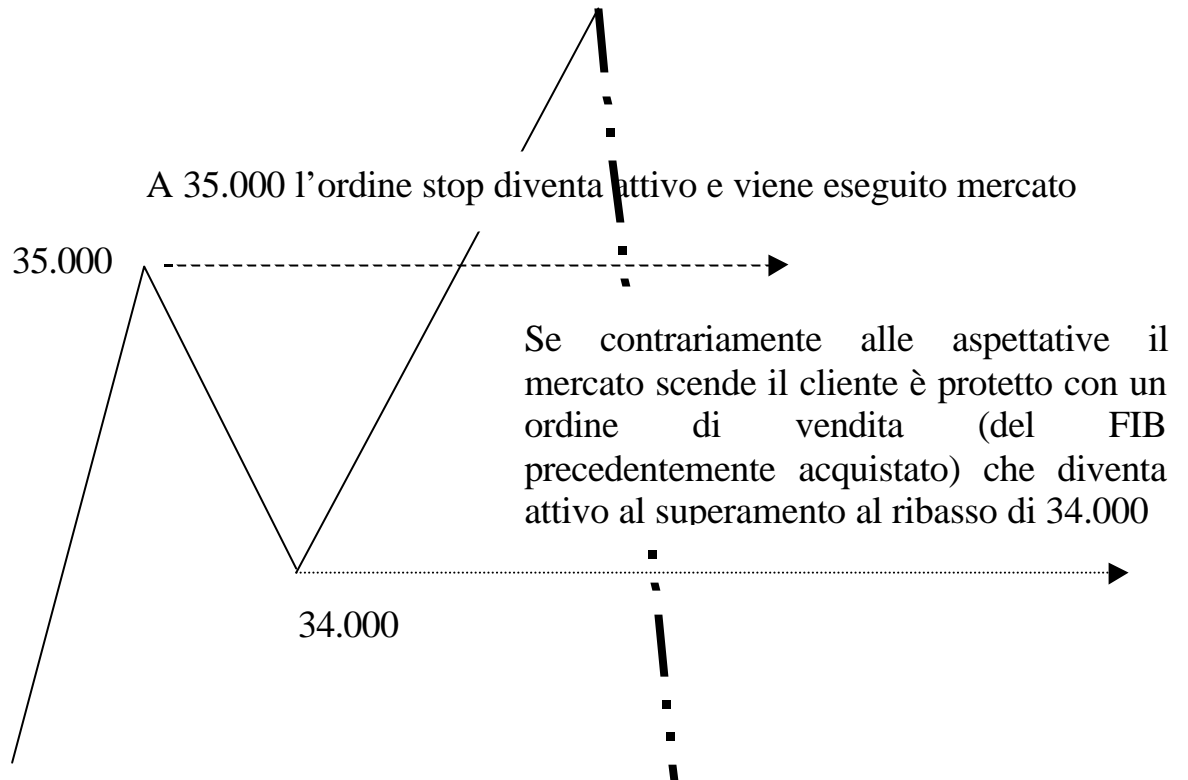 A 35.000 l’ordine stop diventa attivo e viene eseguito mercato
35.000
Se contrariamente alle aspettative il
mercato scende il cliente è protetto con un
ordine di vendita (del FIB
precedentemente acquistato) che diventa
attivo al superamento al ribasso di 34.000
34.000